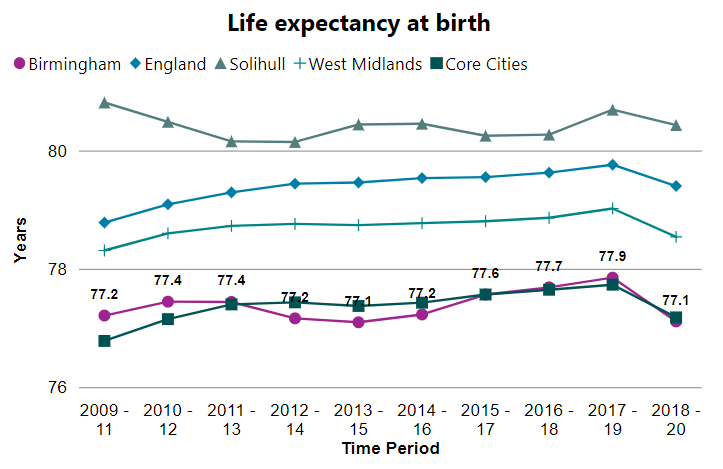 Life expectancy at birth
Birmingham England Solihull West Midlands Core Cities
80
78
76
Years
77.2 77.4 77.4 77.2 77.1 77.2 77.6 77.7 77.9 77.1
2009 - 2010 - 2011 - 2012 - 2013 - 2014 - 2015 - 2016 - 2017 - 2018 -
11 12 13 14 15 16 17 18 19 20
Time Period